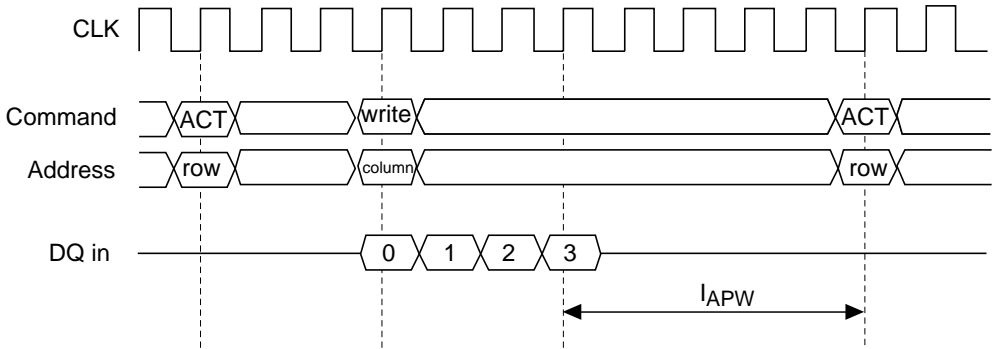 CLK
Command ACT write ACT
Address row column row
DQ in 0 1 2 3
IAPW